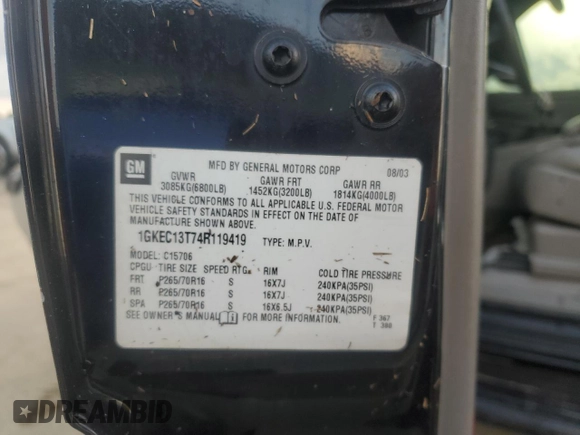 GM
MFD BY GENERAL MOTORS CORP 08/03
GVWR GAWR FRT GAWR RR
3085KG(6800LB) 1452KG(3200LB) 1814KG(4000LB)
THIS VEHICLE CONFORMS TO ALL APPLICABLE U.S. FEDERAL MOTOR
VEHICLE SAFETY STANDARDS IN EFFECT ON THE DATE OF
MANUFACTURE SHOWN ABOVE.
1GKEC13T74R119419 TYPE: M.P.V.
MODEL: C15706
CPGU TIRE SIZE SPEED RTG RIM COLD TIRE PRESSURE
FRT P265/70R16 S 16X7J 240KPA(35PSI)
RR P265/70R16 S 16X7J 240KPA(35PSI)
SPA P265/70R16 S 16X6.5J 240KPA(35PSI)
SEE OWNER'S MANUAL FOR MORE INFORMATION. F 367
T 380
DREAMBID